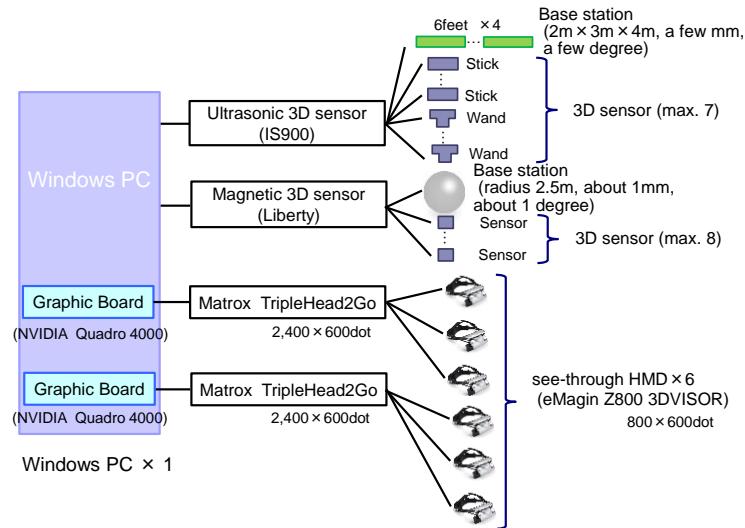 6feet ×4
Base station
(2m×3m×4m, a few mm,
a few degree)
Stick
Stick
Wand
Wand
3D sensor (max. 7)
Ultrasonic 3D sensor
(IS900)
Windows PC
Magnetic 3D sensor
(Liberty)
Base station
(radius 2.5m, about 1mm,
about 1 degree)
Sensor
Sensor
3D sensor (max. 8)
Graphic Board
(NVIDIA Quadro 4000)
Matrox TripleHead2Go
2,400×600dot
Graphic Board
(NVIDIA Quadro 4000)
Matrox TripleHead2Go
2,400×600dot
see-through HMD×6
(eMagin Z800 3DVISOR)
800×600dot
Windows PC × 1